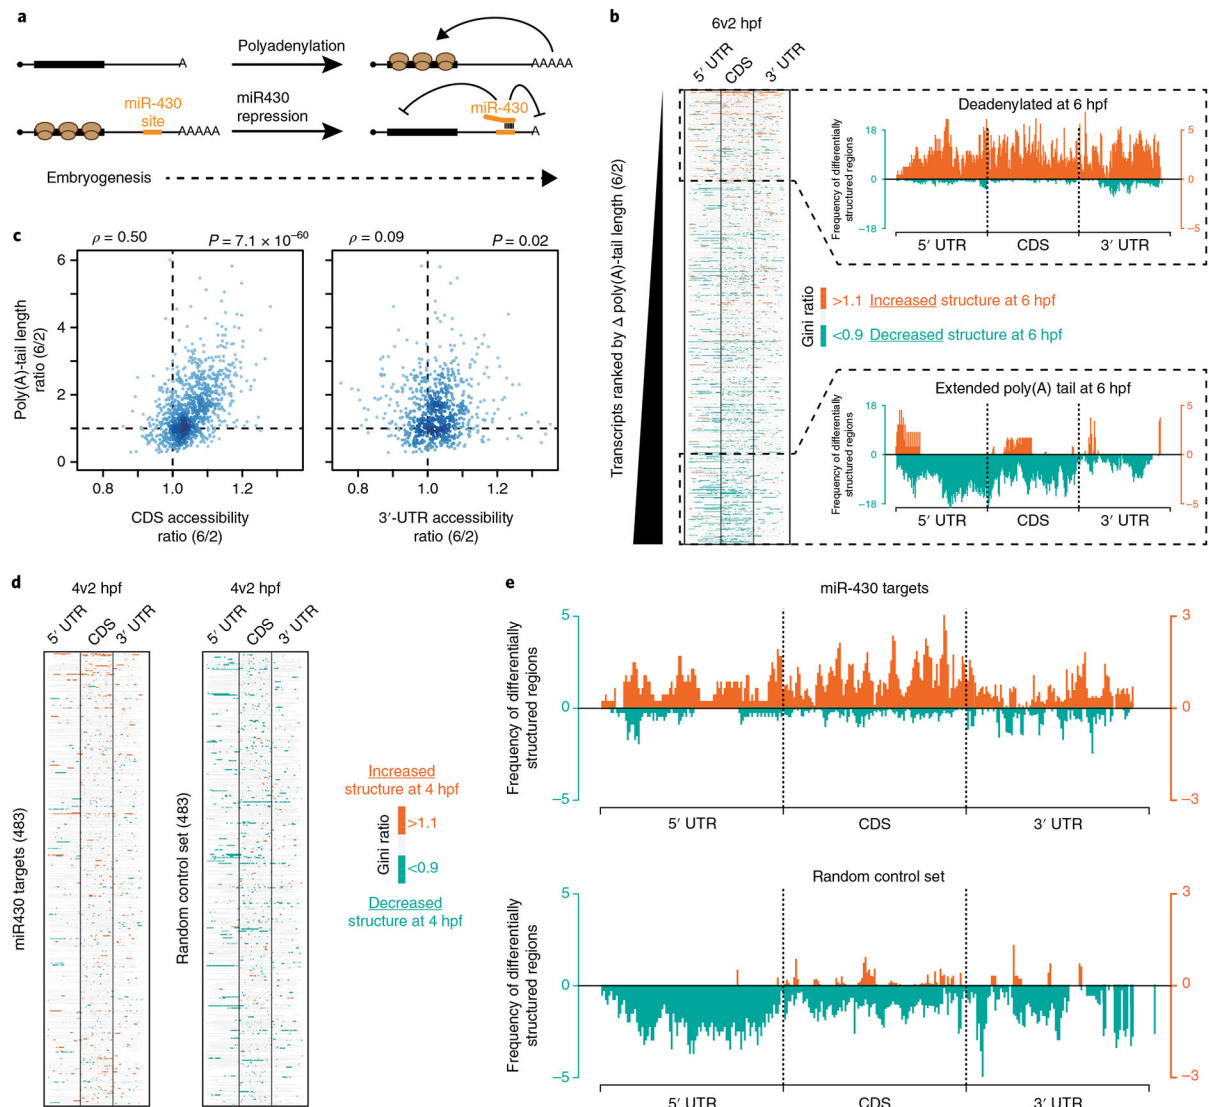 a
Polyadenylation
A
AAAAA
miR-430
site
AAAAA
miR430
repression
miR-430
A
Embryogenesis
b
6v2 hpf
5′ UTR
CDS
3′ UTR
Transcripts ranked by Δ poly(A)-tail length (6/2)
Deadenylated at 6 hpf
Frequency of differentially
structured regions
18
0
−18
5
0
−5
5′ UTR
CDS
3′ UTR
Gini ratio
>1.1 Increased structure at 6 hpf
<0.9 Decreased structure at 6 hpf
Extended poly(A) tail at 6 hpf
Frequency of differentially
structured regions
18
0
−18
5
0
−5
5′ UTR
CDS
3′ UTR
c
ρ = 0.50
P = 7.1 × 10−60
ρ = 0.09
P = 0.02
Poly(A)-tail length
ratio (6/2)
6
4
2
0
0.8
1.0
1.2
0.8
1.0
1.2
CDS accessibility
ratio (6/2)
3′-UTR accessibility
ratio (6/2)
d
4v2 hpf
4v2 hpf
5′ UTR
CDS
3′ UTR
5′ UTR
CDS
3′ UTR
miR430 targets (483)
Random control set (483)
Increased
structure at 4 hpf
Gini ratio
>1.1
<0.9
Decreased
structure at 4 hpf
e
miR-430 targets
Frequency of differentially
structured regions
5
0
−5
3
0
−3
5′ UTR
CDS
3′ UTR
Random control set
Frequency of differentially
structured regions
5
0
−5
3
0
−3
5′ UTR
CDS
3′ UTR